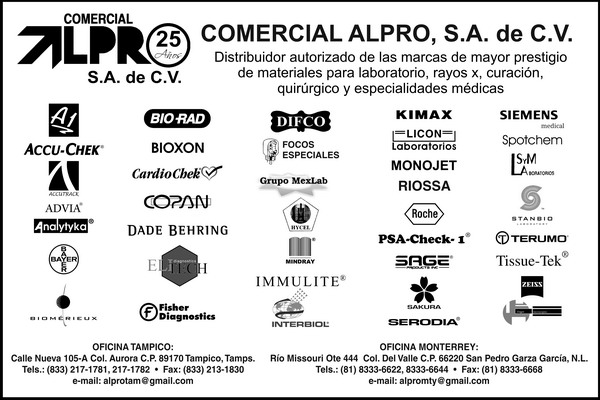 COMERCIAL
ALPRO
25
Años
S.A. de C.V.
COMERCIAL ALPRO, S.A. de C.V.
Distribuidor autorizado de las marcas de mayor prestigio
de materiales para laboratorio, rayos x, curación,
quirúrgico y especialidades médicas
A1
ACCU-CHEK®
ACCUTRACK
ADVIA®
Analytyka®
BAYER
BAYER
BIOMÉRIEUX
BIO-RAD
BIOXON
CardioChek
COPAN
DADE BEHRING
ELITECH
diagnostics
Fisher
Diagnostics
DIFCO
FOCOS
ESPECIALES
Grupo MexLab
HYCEL
MINDRAY
IMMULITE®
INTERBIOL®
KIMAX
LICON
Laboratorios
MONOJET
RIOSSA
Roche
PSA-Check-1®
SAGE®
PRODUCTS INC
SAKURA
SERODIA®
SIEMENS
medical
Spotchem
SyM
LABORATORIOS
STANBIO
LABORATORY
TERUMO®
Tissue-Tek®
ZEISS
OFICINA TAMPICO:
Calle Nueva 105-A Col. Aurora C.P. 89170 Tampico, Tamps.
Tels.: (833) 217-1781, 217-1782 • Fax: (833) 213-1830
e-mail: alprotam@gmail.com
OFICINA MONTERREY:
Río Missouri Ote 444 Col. Del Valle C.P. 66220 San Pedro Garza García, N.L.
Tels.: (81) 8333-6622, 8333-6644 • Fax: (81) 8333-6668
e-mail: alpromty@gmail.com